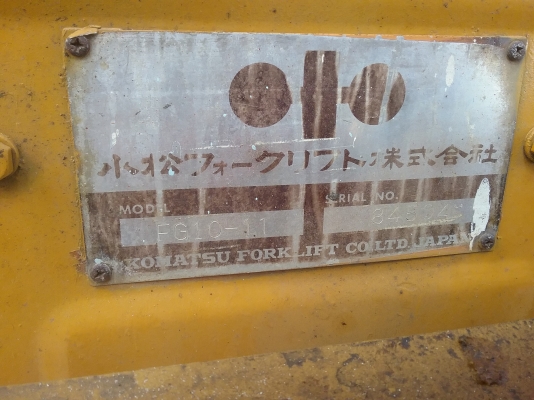 小松フォークリフト株式会社
MODEL SERIAL NO.
FG10-11
KOMATSU FORKLIFT CO.LTD. JAPAN